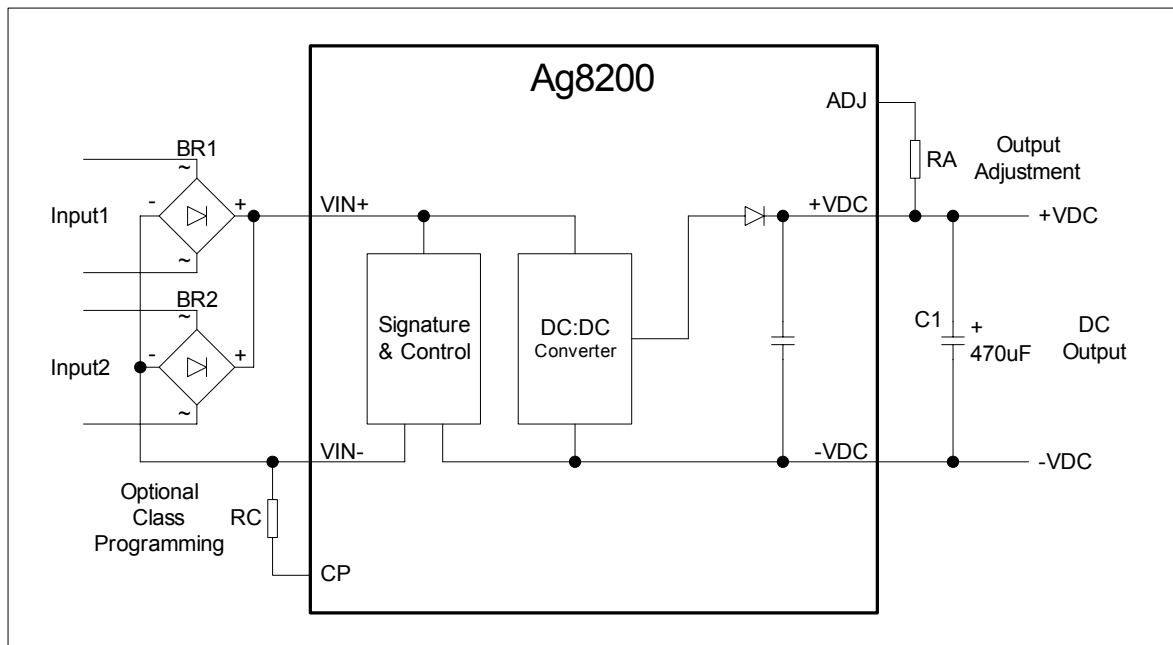 Ag8200
ADJ
BR1
~
RA
Output
Adjustment
-
+
Input1
VIN+
+VDC
+VDC
~
BR2
~
Signature
& Control
DC:DC
Converter
C1
+
470uF
DC
Output
-
+
Input2
~
VIN-
-VDC
-VDC
Optional
Class
Programming
RC
CP